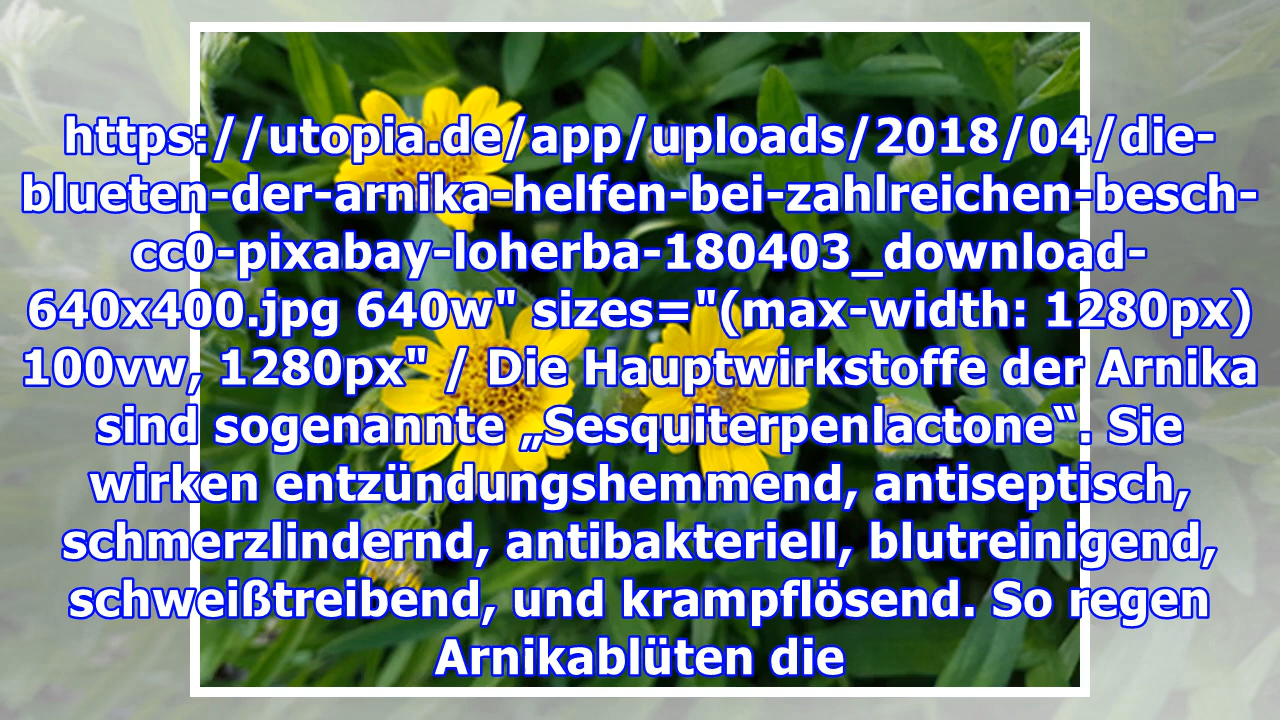 https://utopia.de/app/uploads/2018/04/die-
blueten-der-arnika-helfen-bei-zahlreichen-besch-
cc0-pixabay-loherba-180403_download-
640x400.jpg 640w" sizes="(max-width: 1280px)
100vw, 1280px" / Die Hauptwirkstoffe der Arnika
sind sogenannte „Sesquiterpenlactone“. Sie
wirken entzündungshemmend, antiseptisch,
schmerzlindernd, antibakteriell, blutreinigend,
schweißtreibend, und krampflösend. So regen
Arnikablüten die